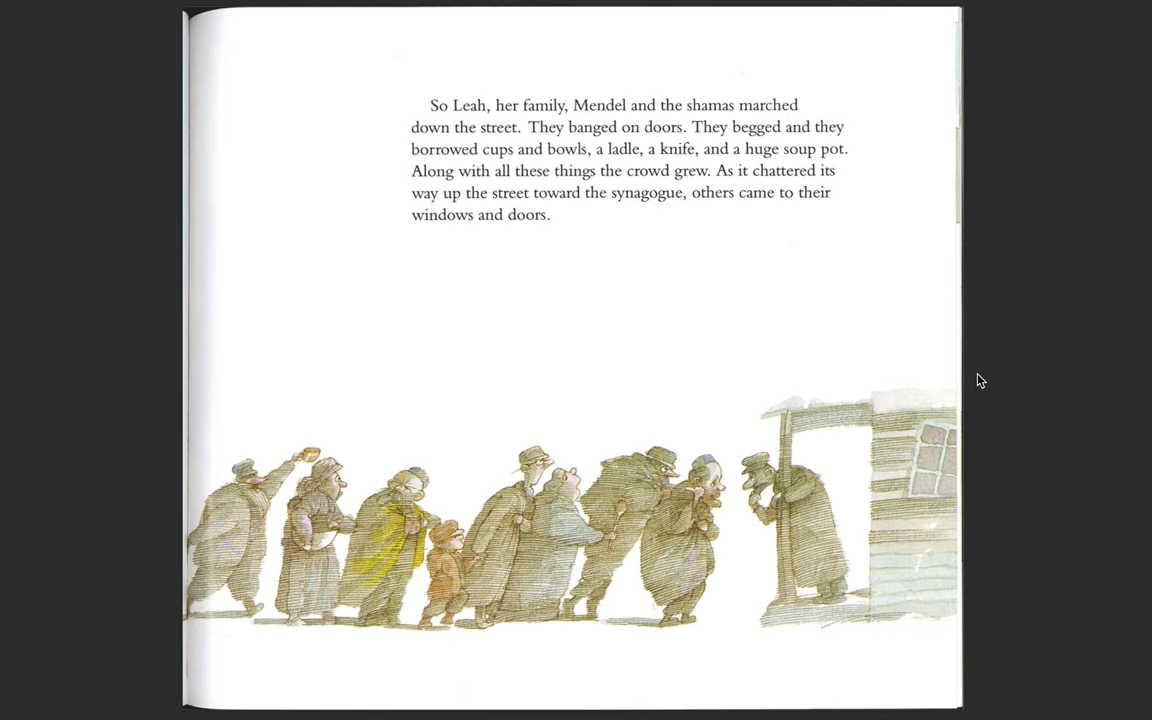 So Leah, her family, Mendel and the shamas marched
down the street. They banged on doors. They begged and they
borrowed cups and bowls, a ladle, a knife, and a huge soup pot.
Along with all these things the crowd grew. As it chattered its
way up the street toward the synagogue, others came to their
windows and doors.